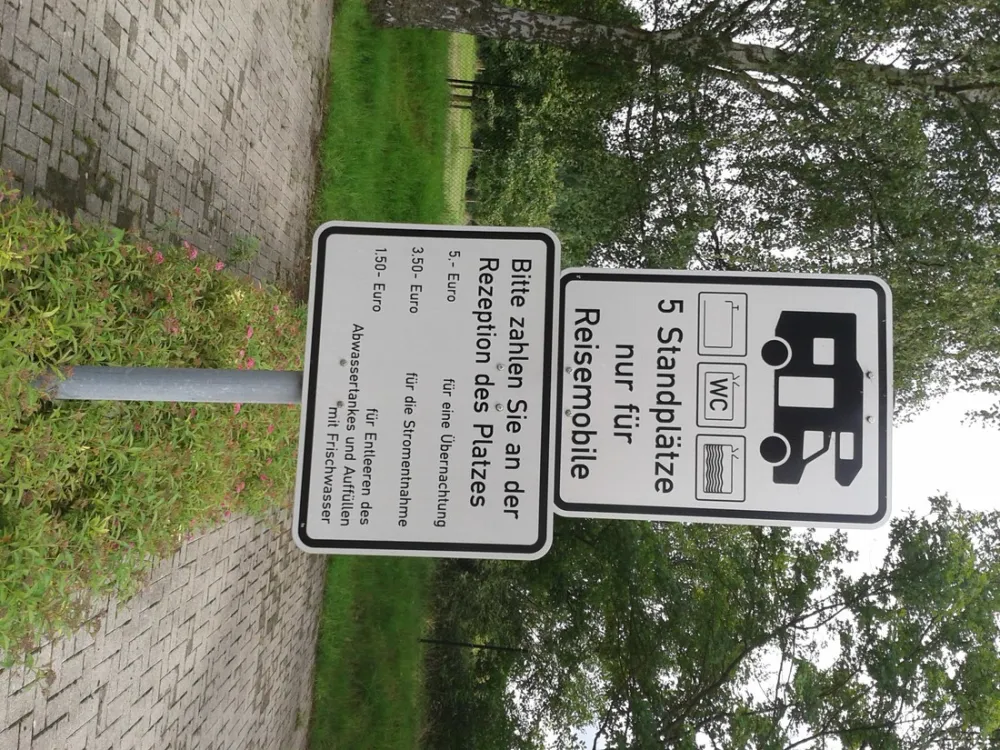 WC
5 Standplätze
nur für
Reisemobile
Bitte zahlen Sie an der
Rezeption des Platzes
5,- Euro für eine Übernachtung
3.50- Euro für die Stromentnahme
1.50- Euro für Entleeren des
Abwassertankes und Auffüllen
mit Frischwasser